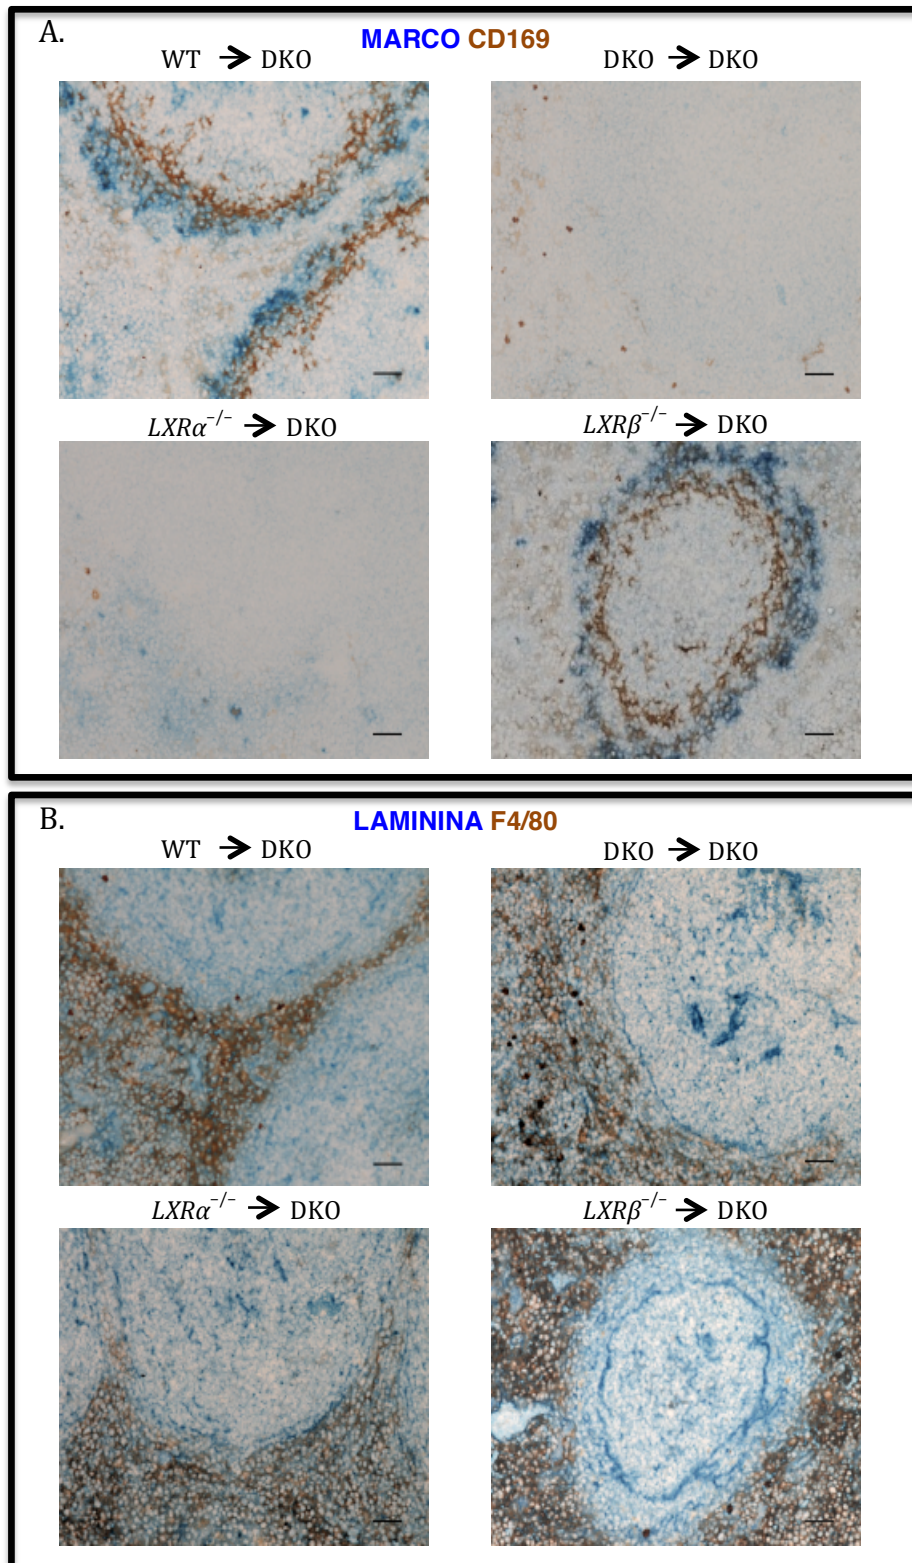 A.
MARCO CD169
WT → DKO
DKO → DKO
LXRα⁻/⁻ → DKO
LXRβ⁻/⁻ → DKO
B.
LAMININA F4/80
WT → DKO
DKO → DKO
LXRα⁻/⁻ → DKO
LXRβ⁻/⁻ → DKO